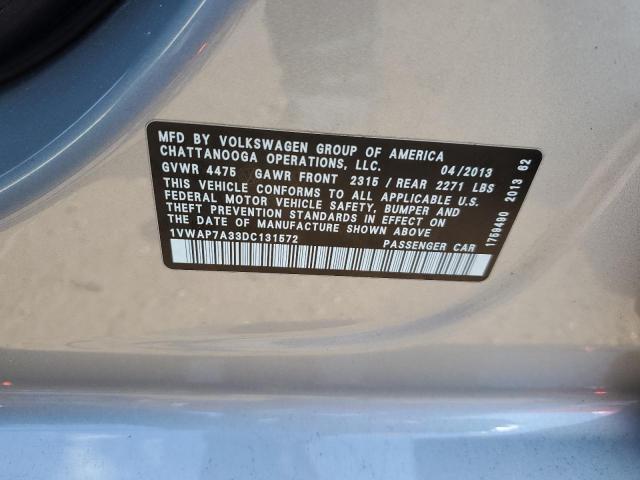 MFD BY VOLKSWAGEN GROUP OF AMERICA
CHATTANOOGA OPERATIONS, LLC. 04/2013
GVWR 4475 GAWR FRONT 2315 / REAR 2271 LBS
THIS VEHICLE CONFORMS TO ALL APPLICABLE U.S.
FEDERAL MOTOR VEHICLE SAFETY, BUMPER AND
THEFT PREVENTION STANDARDS IN EFFECT ON
THE DATE OF MANUFACTURE SHOWN ABOVE
1VWAP7A33DC131572 PASSENGER CAR
1759490 2013 62